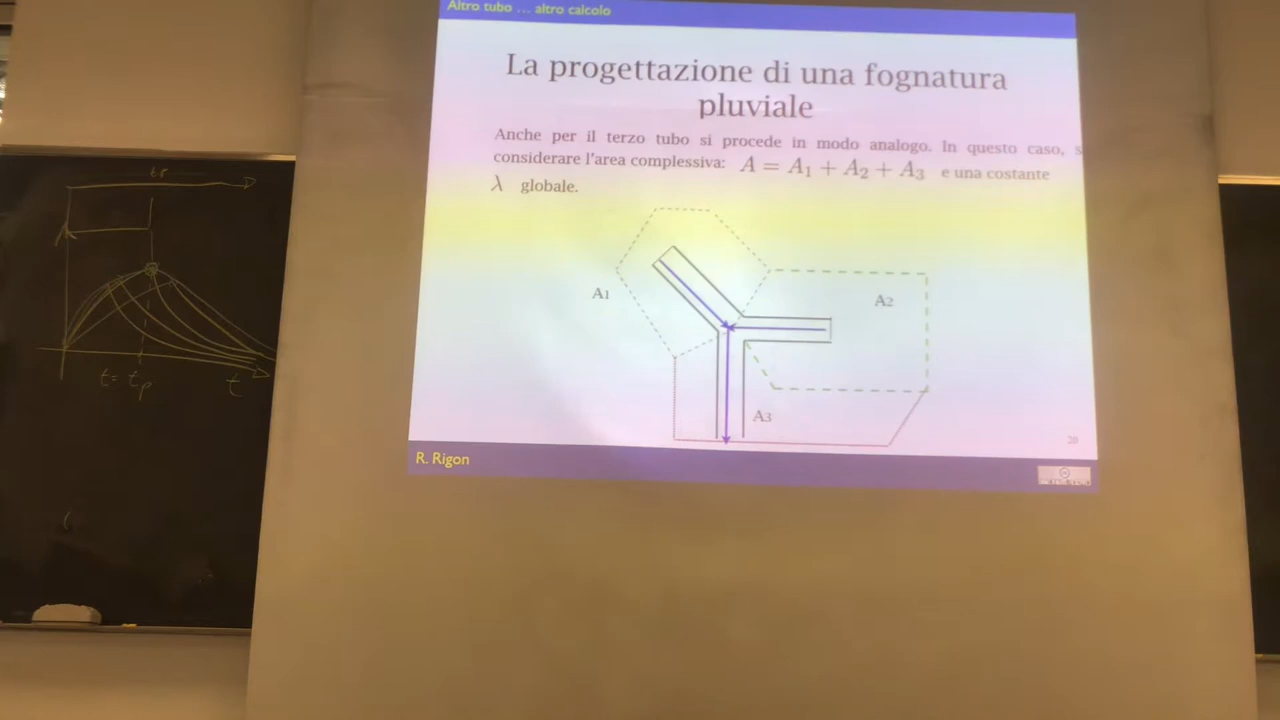 Altro tubo ... altro calcolo
La progettazione di una fognatura
pluviale
Anche per il terzo tubo si procede in modo analogo. In questo caso, s
considerare l'area complessiva: A = A₁ + A₂ + A₃ e una costante
λ globale.
A1
A2
A3
R. Rigon
t = tp
t